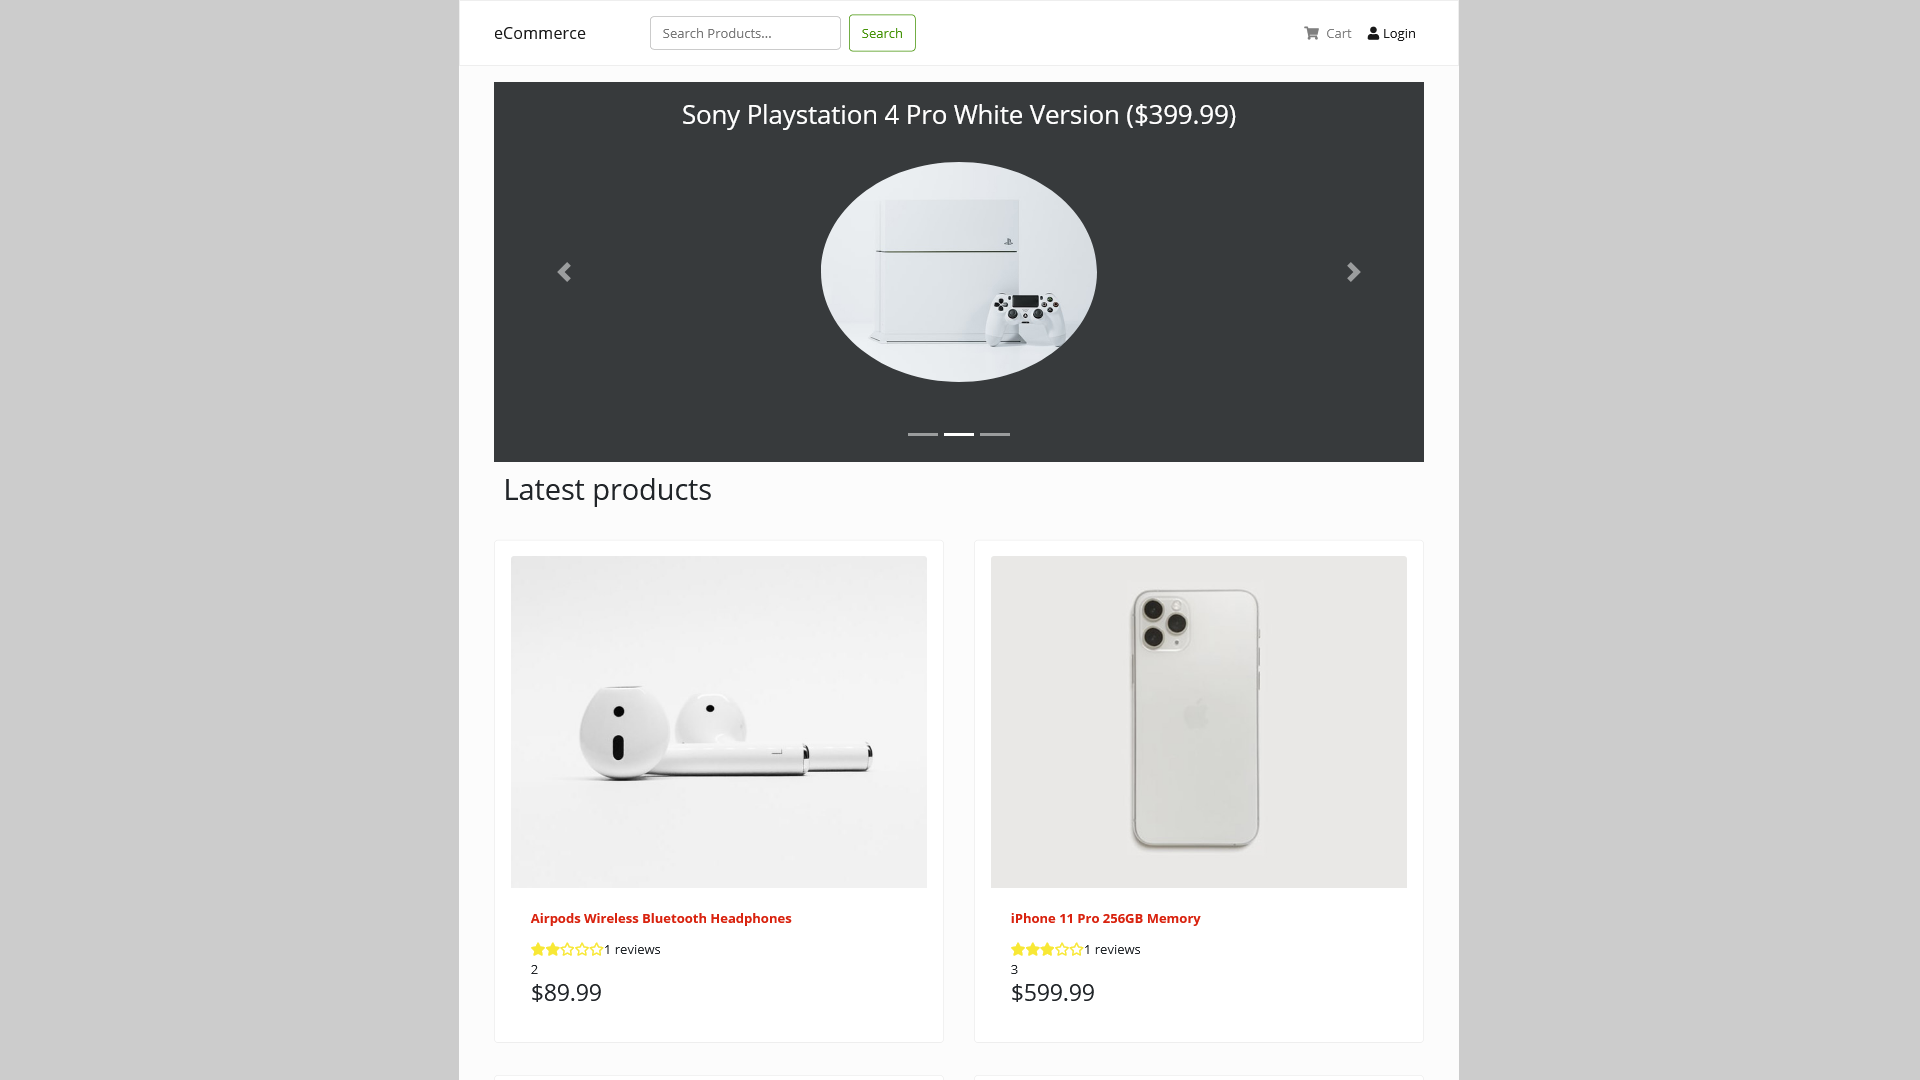 eCommerce
Search Products...
Search
Cart
Login
Sony Playstation 4 Pro White Version ($399.99)
Latest products
Airpods Wireless Bluetooth Headphones
1 reviews
2
$89.99
iPhone 11 Pro 256GB Memory
1 reviews
3
$599.99